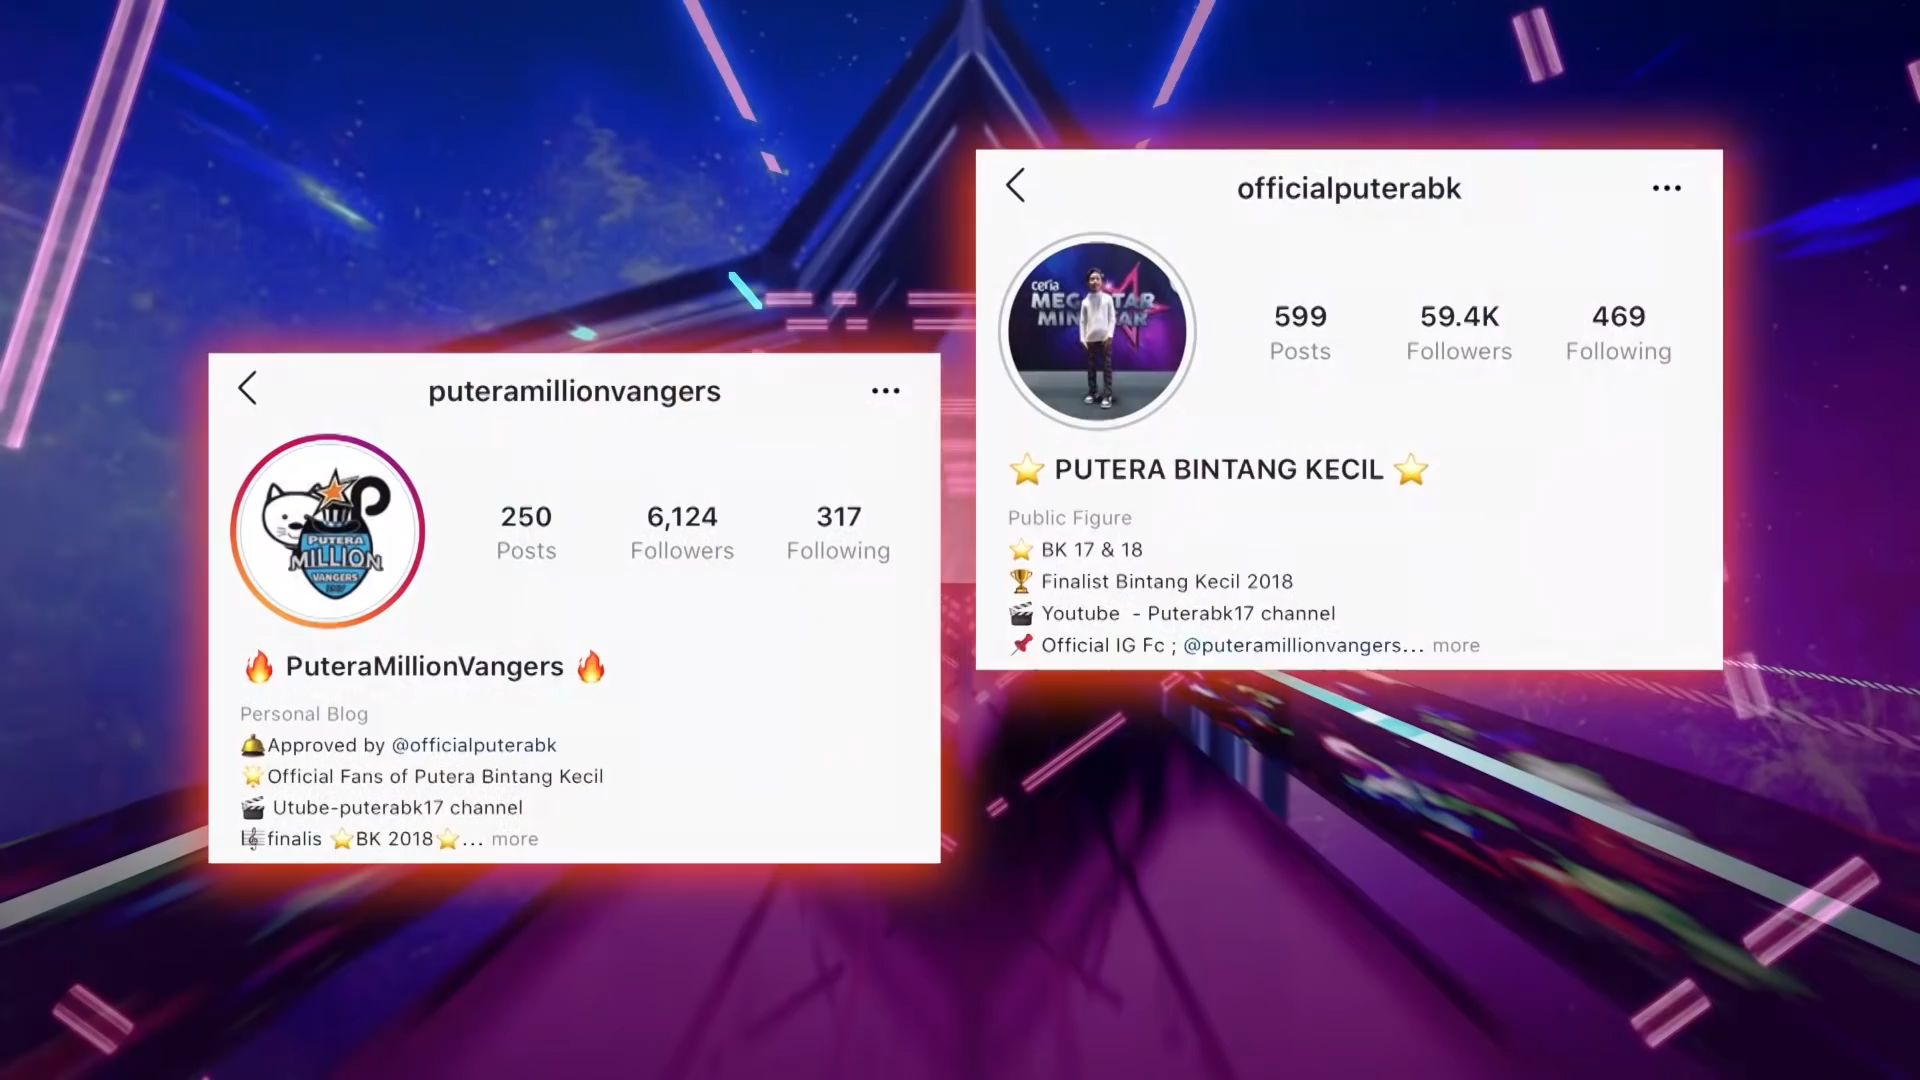 puteramillionvangers
PUTERA
MILLION
VANGERS
250
Posts
6,124
Followers
317
Following
🔥 PuteraMillionVangers 🔥
Personal Blog
🛎Approved by @officialputerabk
🌟Official Fans of Putera Bintang Kecil
🎬 Utube-puterabk17 channel
🎼finalis ⭐BK 2018⭐... more
officialputerabk
ceria
599
Posts
59.4K
Followers
469
Following
⭐ PUTERA BINTANG KECIL ⭐
Public Figure
⭐ BK 17 & 18
🏆 Finalist Bintang Kecil 2018
🎬 Youtube - Puterabk17 channel
📌 Official IG Fc ; @puteramillionvangers... more